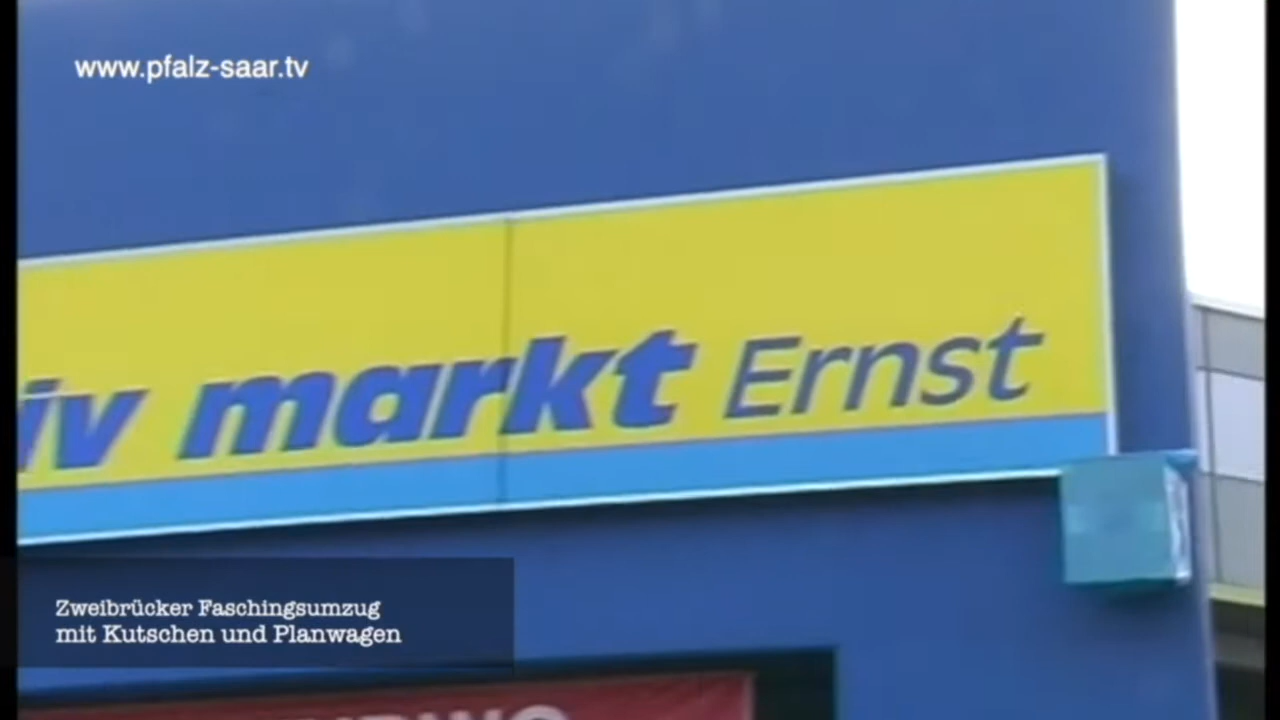 www.pfalz-saar.tv
iv markt Ernst
Zweibrücker Faschingsumzug
mit Kutschen und Planwagen